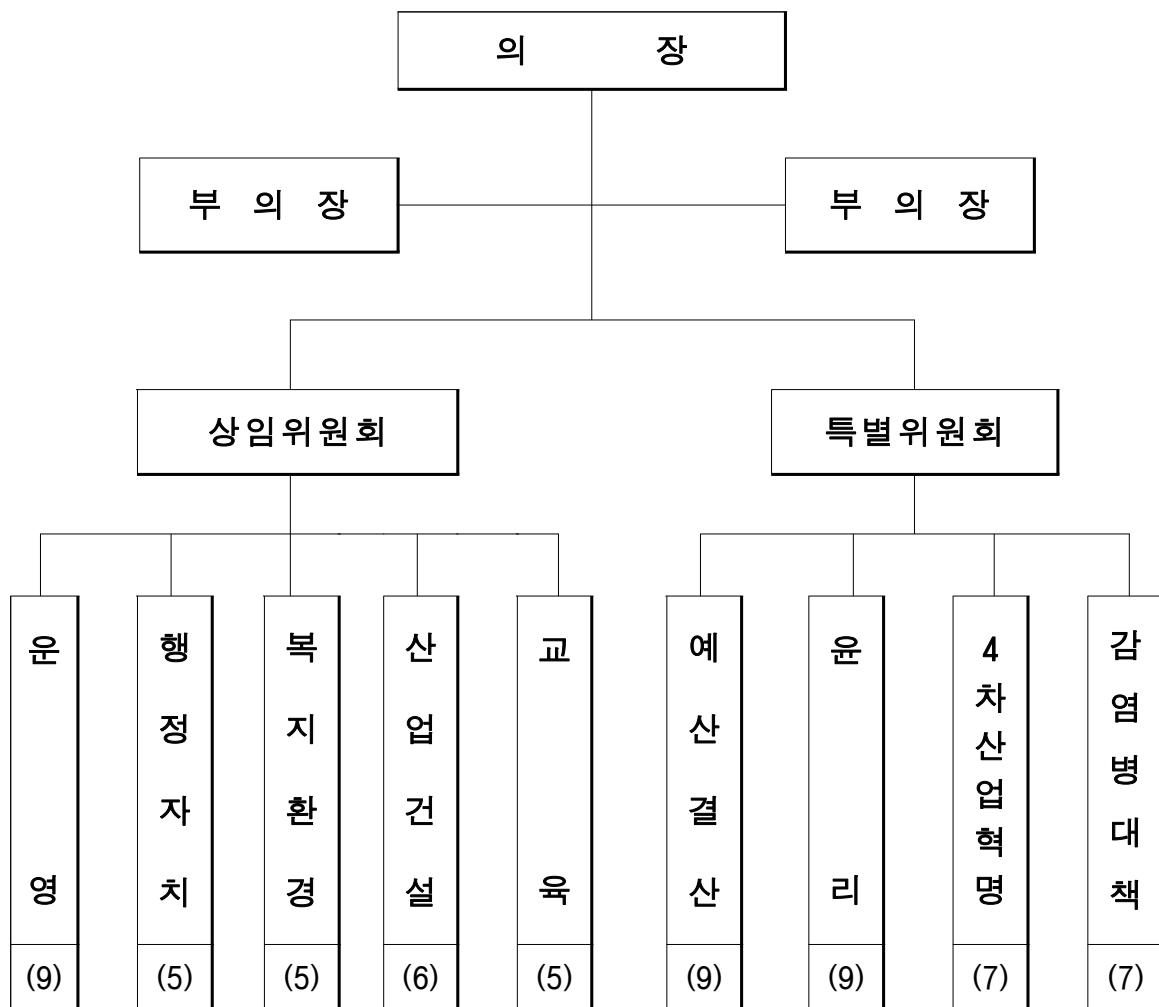 의 장
부 의 장
부 의 장
상임위원회
특별위원회
운영
행정자치
복지환경
산업건설
교육
예산결산
윤리
4차산업혁명
감염병대책
(9)
(5)
(5)
(6)
(5)
(9)
(9)
(7)
(7)